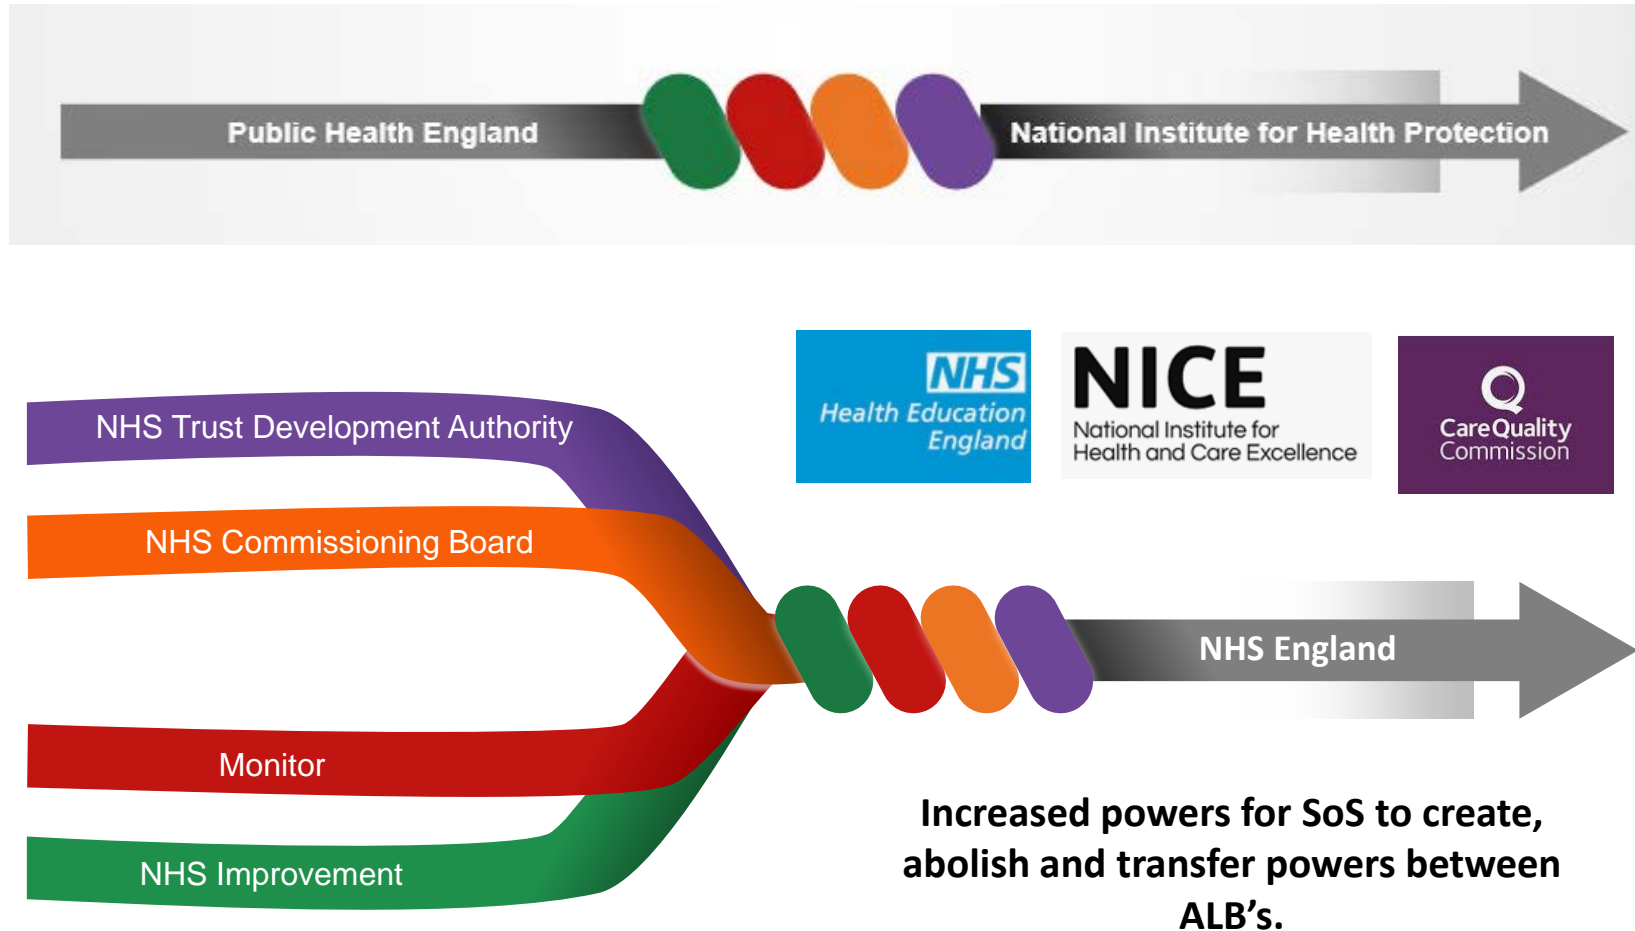 Public Health England
National Institute for Health Protection
NHS
Health Education
England
NICE
National Institute for
Health and Care Excellence
CareQuality
Commission
NHS Trust Development Authority
NHS Commissioning Board
NHS England
Monitor
NHS Improvement
Increased powers for SoS to create,
abolish and transfer powers between
ALB’s.